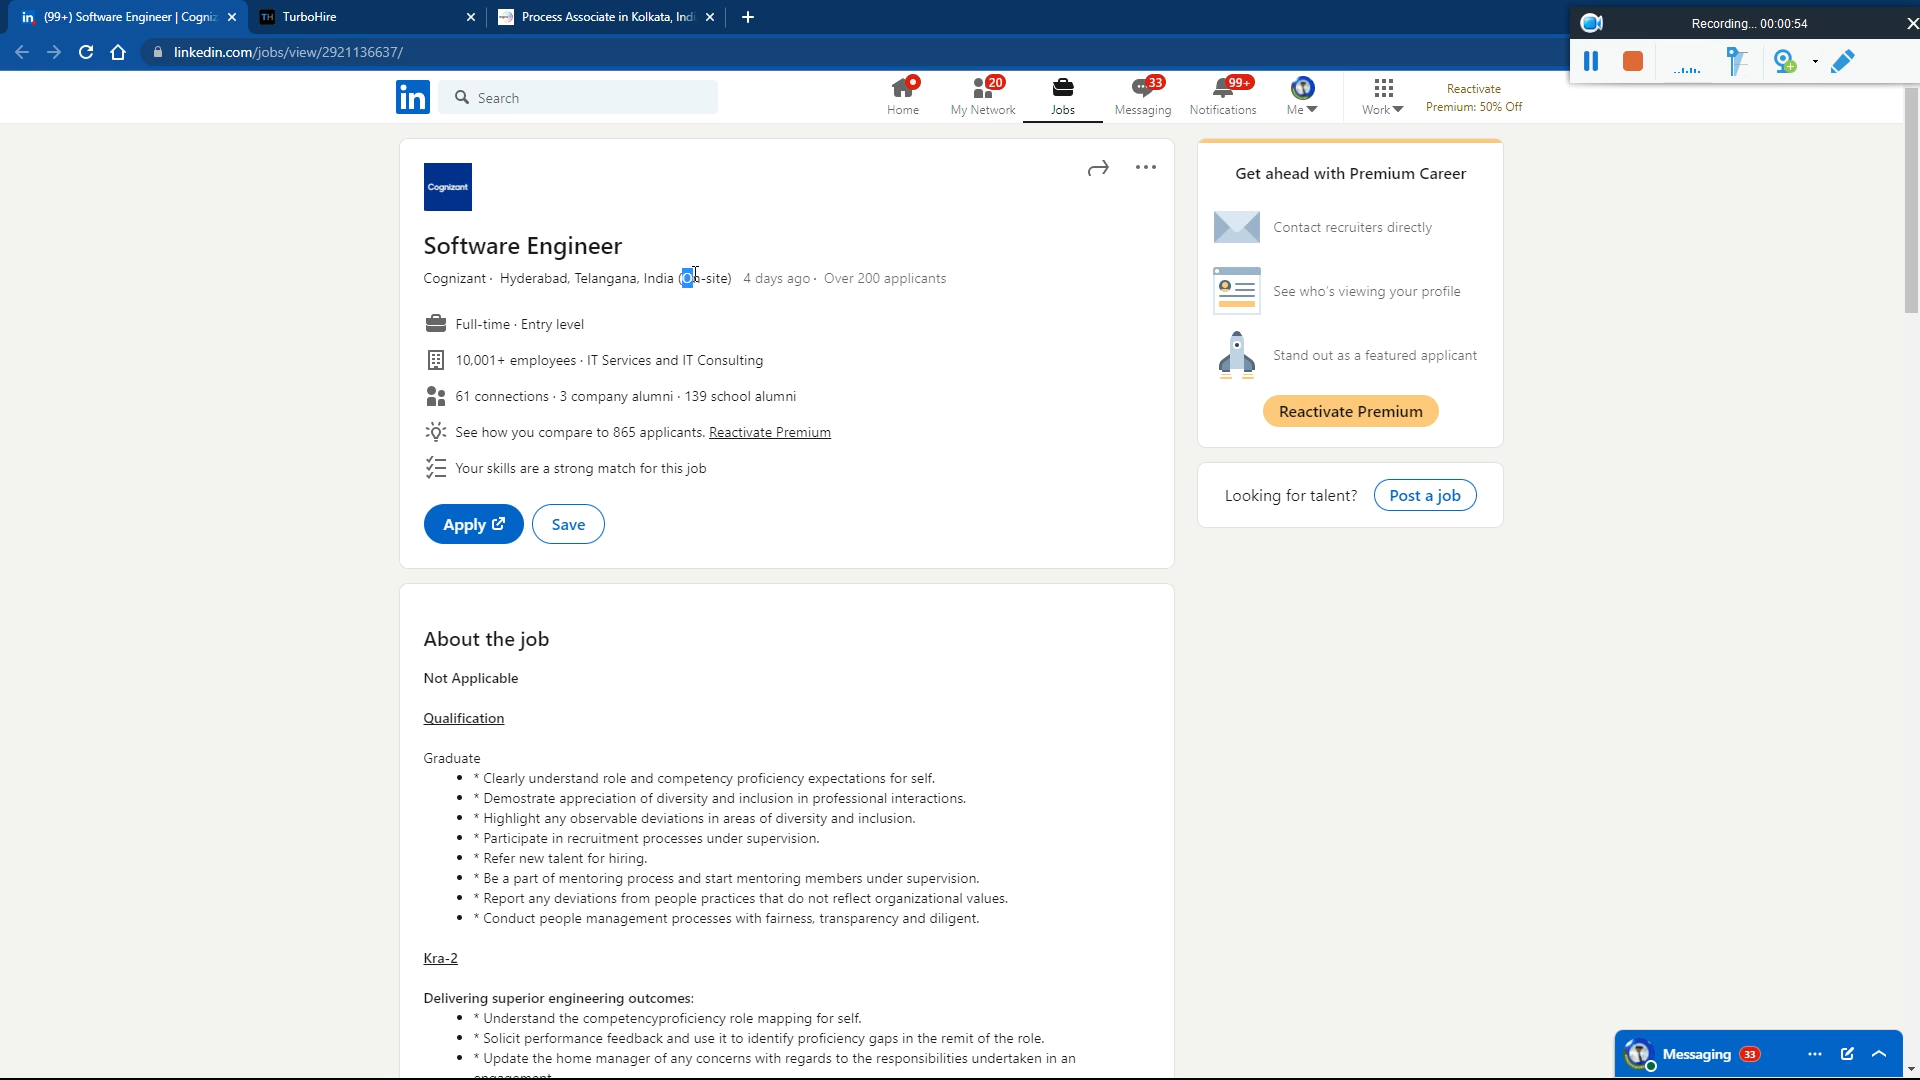 (99+) Software Engineer | Cogniz
TH TurboHire
Process Associate in Kolkata, Indi
Recording... 00:00:54
linkedin.com/jobs/view/2921136637/
in Search
Home
20 My Network
Jobs
33 Messaging
99+ Notifications
Me
Work
Reactivate
Premium: 50% Off
Cognizant
Software Engineer
Cognizant · Hyderabad, Telangana, India (On-site) 4 days ago · Over 200 applicants
Full-time · Entry level
10,001+ employees · IT Services and IT Consulting
61 connections · 3 company alumni · 139 school alumni
See how you compare to 865 applicants. Reactivate Premium
Your skills are a strong match for this job
Apply Save
Get ahead with Premium Career
Contact recruiters directly
See who's viewing your profile
Stand out as a featured applicant
Reactivate Premium
Looking for talent? Post a job
About the job
Not Applicable
Qualification
Graduate
• * Clearly understand role and competency proficiency expectations for self.
• * Demostrate appreciation of diversity and inclusion in professional interactions.
• * Highlight any observable deviations in areas of diversity and inclusion.
• * Participate in recruitment processes under supervision.
• * Refer new talent for hiring.
• * Be a part of mentoring process and start mentoring members under supervision.
• * Report any deviations from people practices that do not reflect organizational values.
• * Conduct people management processes with fairness, transparency and diligent.
Kra-2
Delivering superior engineering outcomes:
• * Understand the competencyproficiency role mapping for self.
• * Solicit performance feedback and use it to identify proficiency gaps in the remit of the role.
• * Update the home manager of any concerns with regards to the responsibilities undertaken in an
Messaging 33